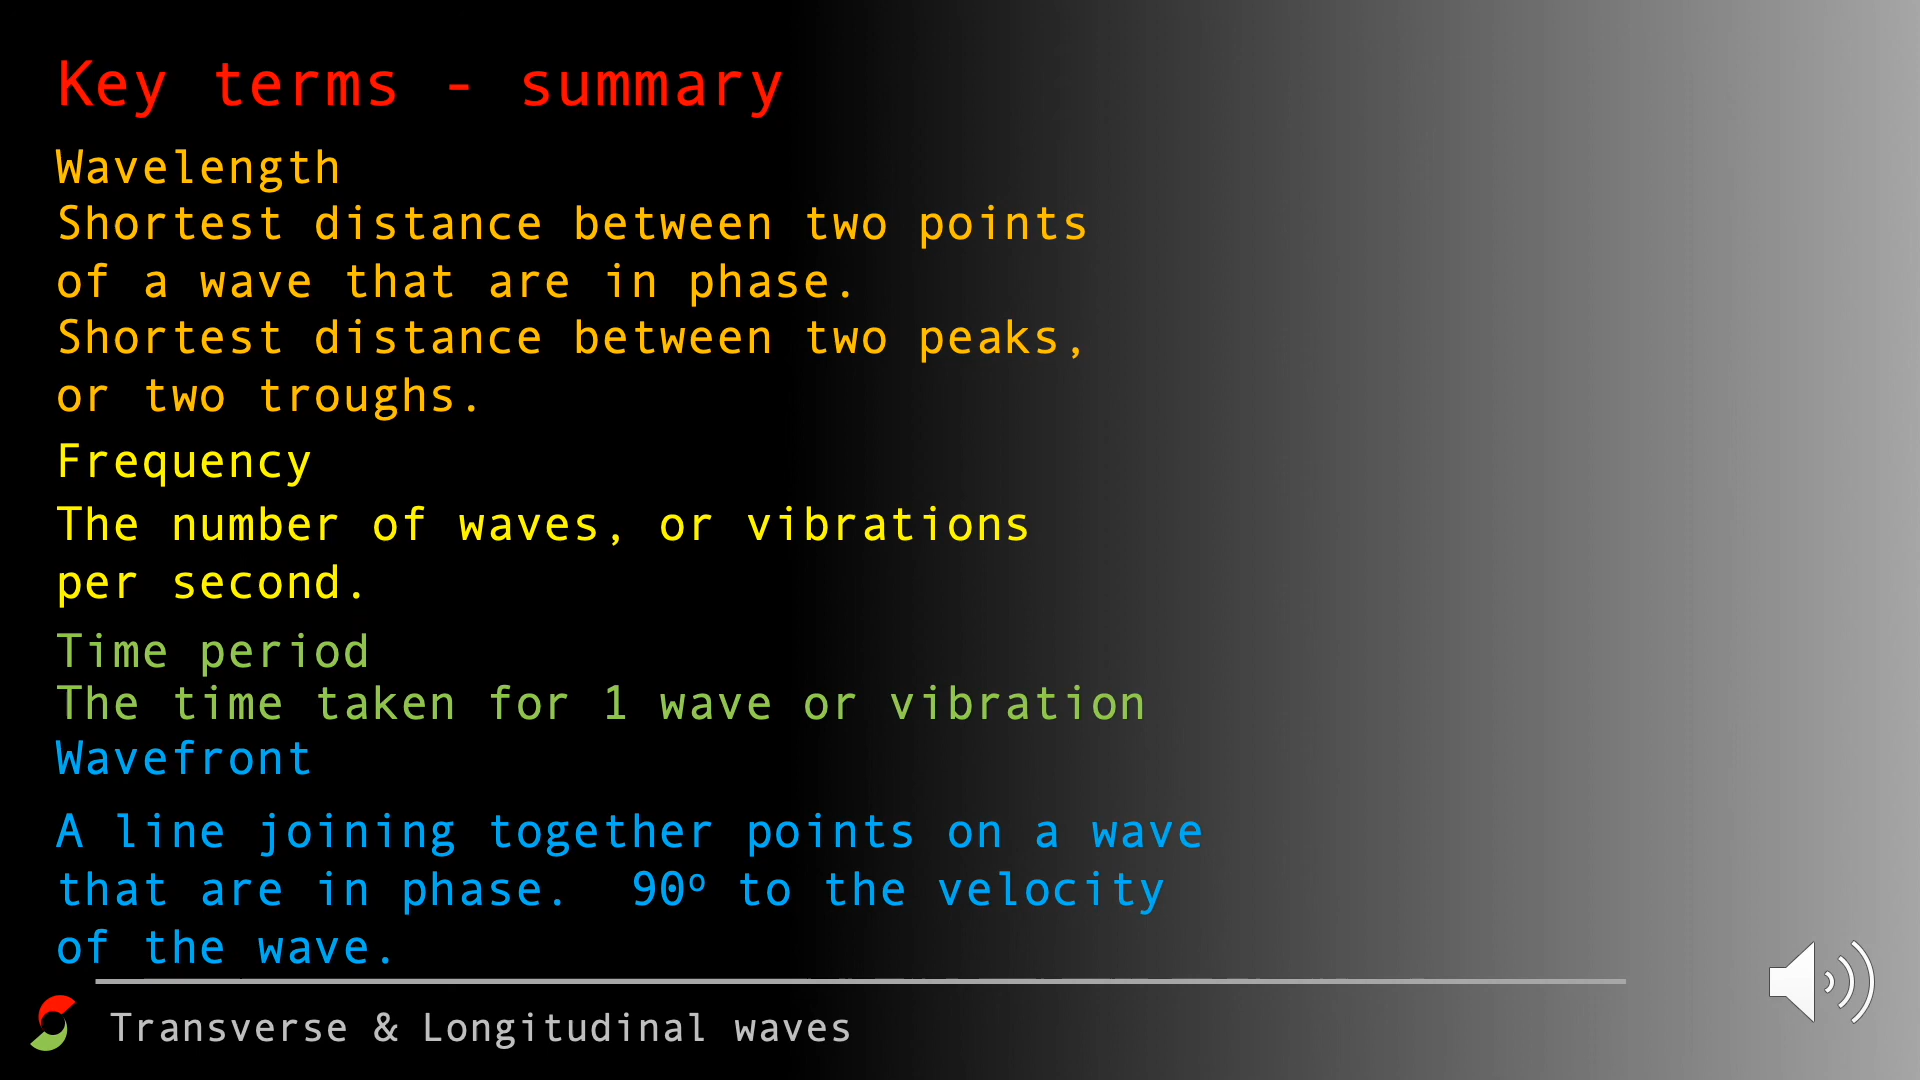 Key terms - summary
Wavelength
Shortest distance between two points
of a wave that are in phase.
Shortest distance between two peaks,
or two troughs.
Frequency
The number of waves, or vibrations
per second.
Time period
The time taken for 1 wave or vibration
Wavefront
A line joining together points on a wave
that are in phase.  90º to the velocity
of the wave.
Transverse & Longitudinal waves